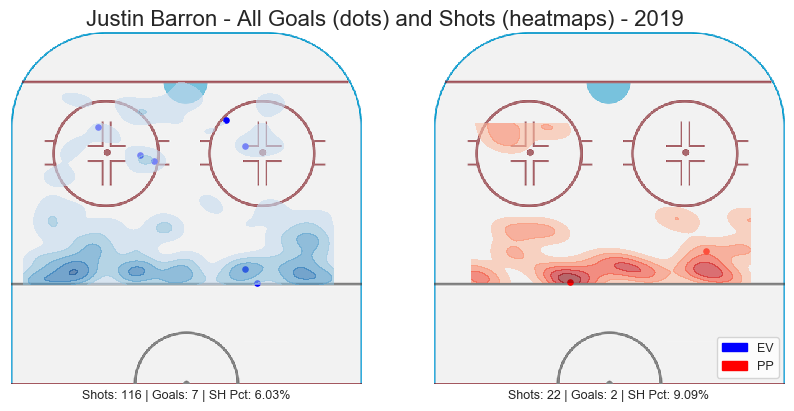 Justin Barron - All Goals (dots) and Shots (heatmaps) - 2019
EV
PP
Shots: 116 | Goals: 7 | SH Pct: 6.03%
Shots: 22 | Goals: 2 | SH Pct: 9.09%